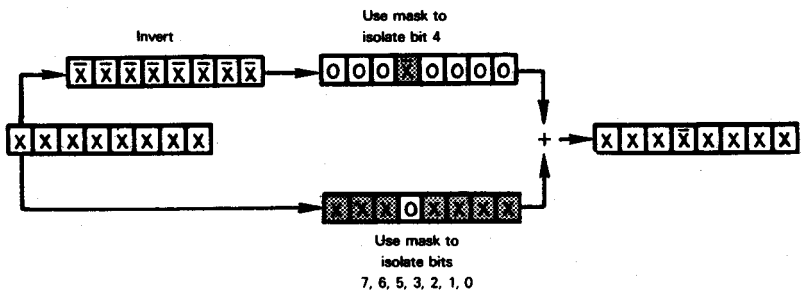 Use mask to
isolate bit 4
Invert
X̅ X̅ X̅ X̅ X̅ X̅ X̅ X̅
0 0 0 X̅ 0 0 0 0
X X X X X X X X
+
X X X X̅ X X X X
X X X 0 X X X X
Use mask to
isolate bits
7, 6, 5, 3, 2, 1, 0